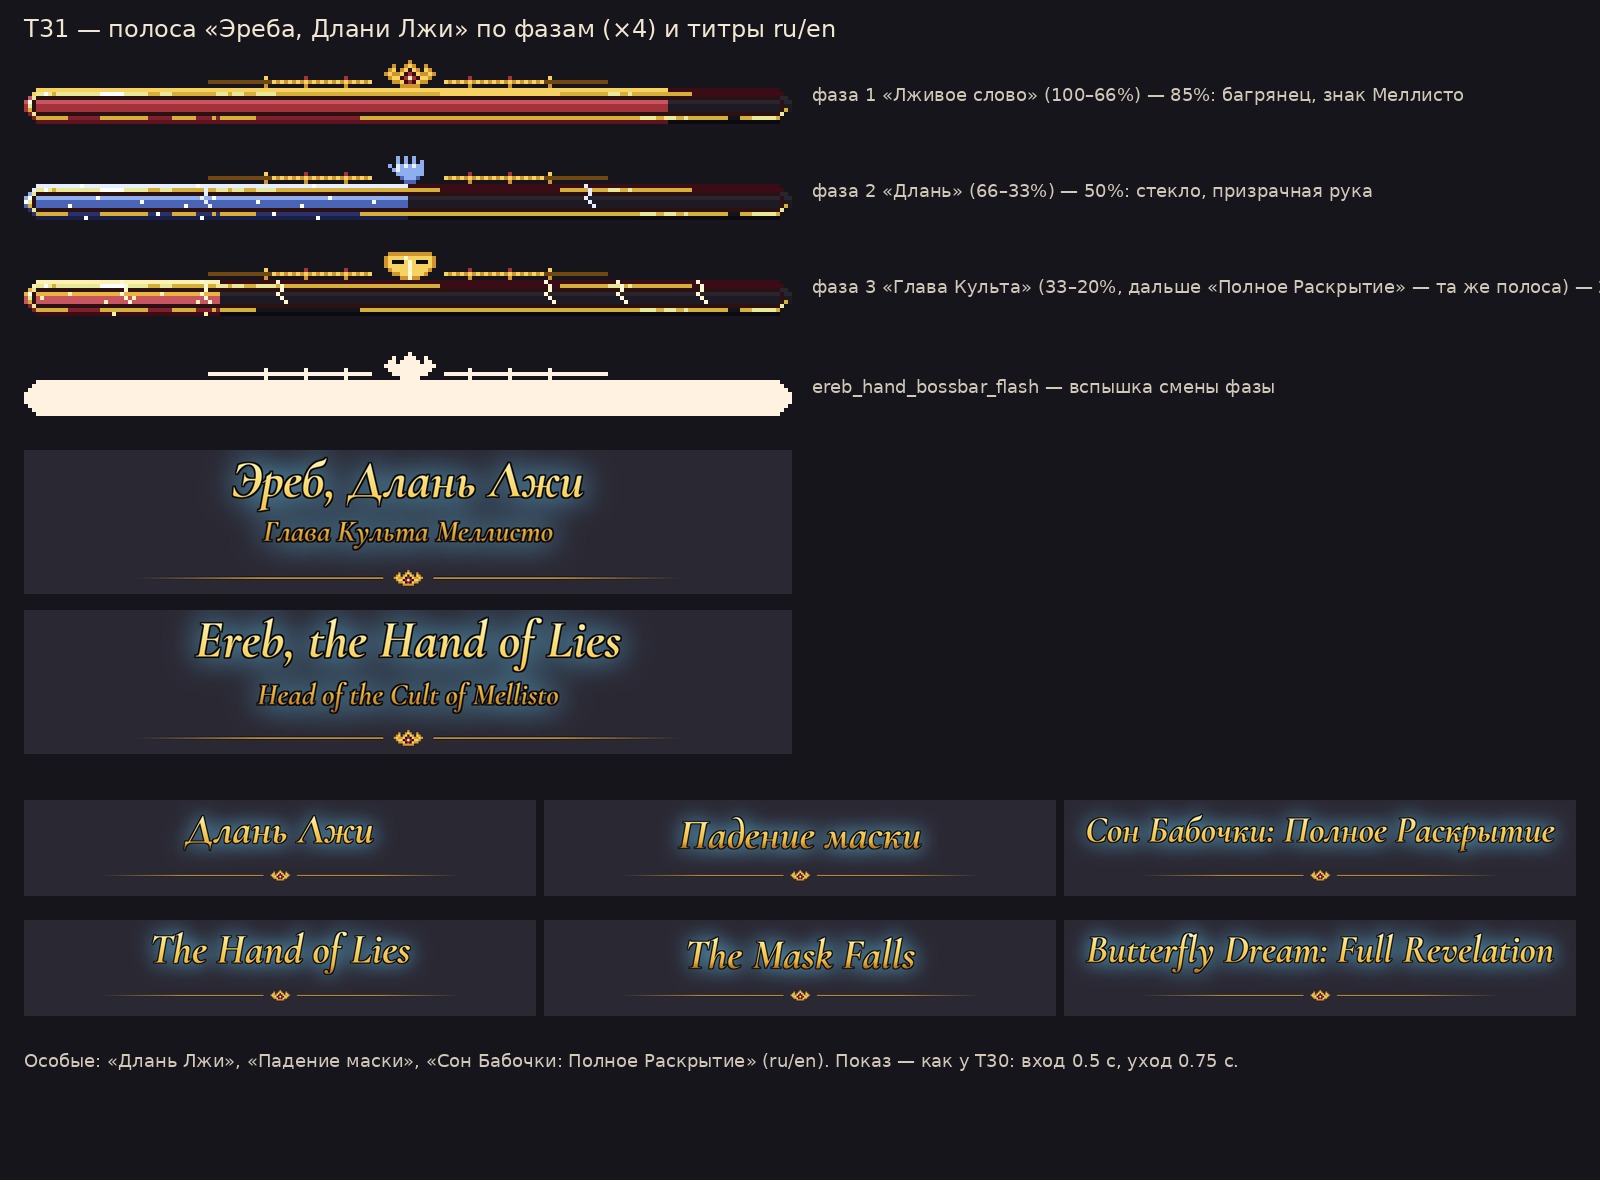 T31 — полоса «Эреба, Длани Лжи» по фазам (×4) и титры ru/en
фаза 1 «Лживое слово» (100–66%) — 85%: багрянец, знак Меллисто
фаза 2 «Длань» (66–33%) — 50%: стекло, призрачная рука
фаза 3 «Глава Культа» (33–20%, дальше «Полное Раскрытие» — та же полоса) —
ereb_hand_bossbar_flash — вспышка смены фазы
Эреб, Длань Лжи
Глава Культа Меллисто
Ereb, the Hand of Lies
Head of the Cult of Mellisto
Длань Лжи
Падение маски
Сон Бабочки: Полное Раскрытие
The Hand of Lies
The Mask Falls
Butterfly Dream: Full Revelation
Особые: «Длань Лжи», «Падение маски», «Сон Бабочки: Полное Раскрытие» (ru/en). Показ — как у T30: вход 0.5 с, уход 0.75 с.